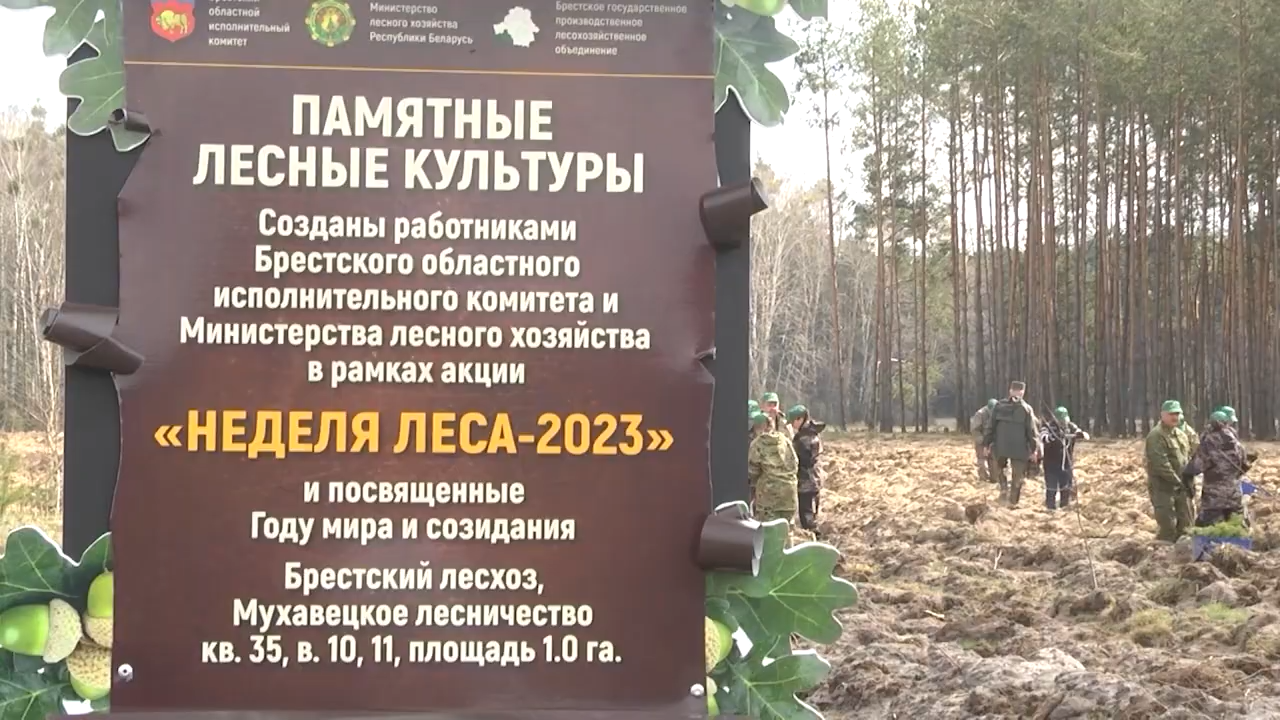 областной
исполнительный
комитет
Министерство
лесного хозяйства
Республики Беларусь
Брестское государственное
производственное
лесохозяйственное
объединение
ПАМЯТНЫЕ
ЛЕСНЫЕ КУЛЬТУРЫ
Созданы работниками
Брестского областного
исполнительного комитета и
Министерства лесного хозяйства
в рамках акции
«НЕДЕЛЯ ЛЕСА-2023»
и посвященные
Году мира и созидания
Брестский лесхоз,
Мухавецкое лесничество
кв. 35, в. 10, 11, площадь 1.0 га.